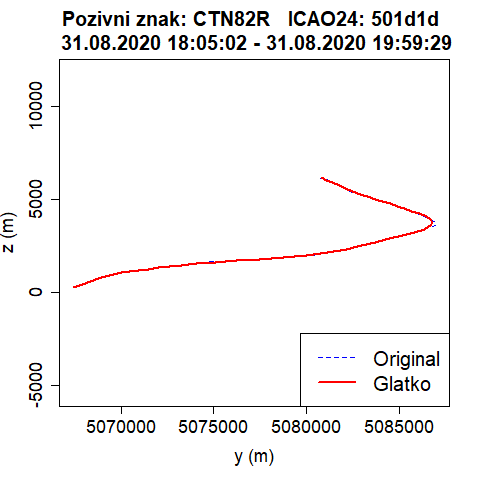 Pozivni znak: CTN82R   ICAO24: 501d1d
31.08.2020 18:05:02 - 31.08.2020 19:59:29
z (m)
10000
5000
0
-5000
Original
Glatko
5070000 5075000 5080000 5085000
y (m)